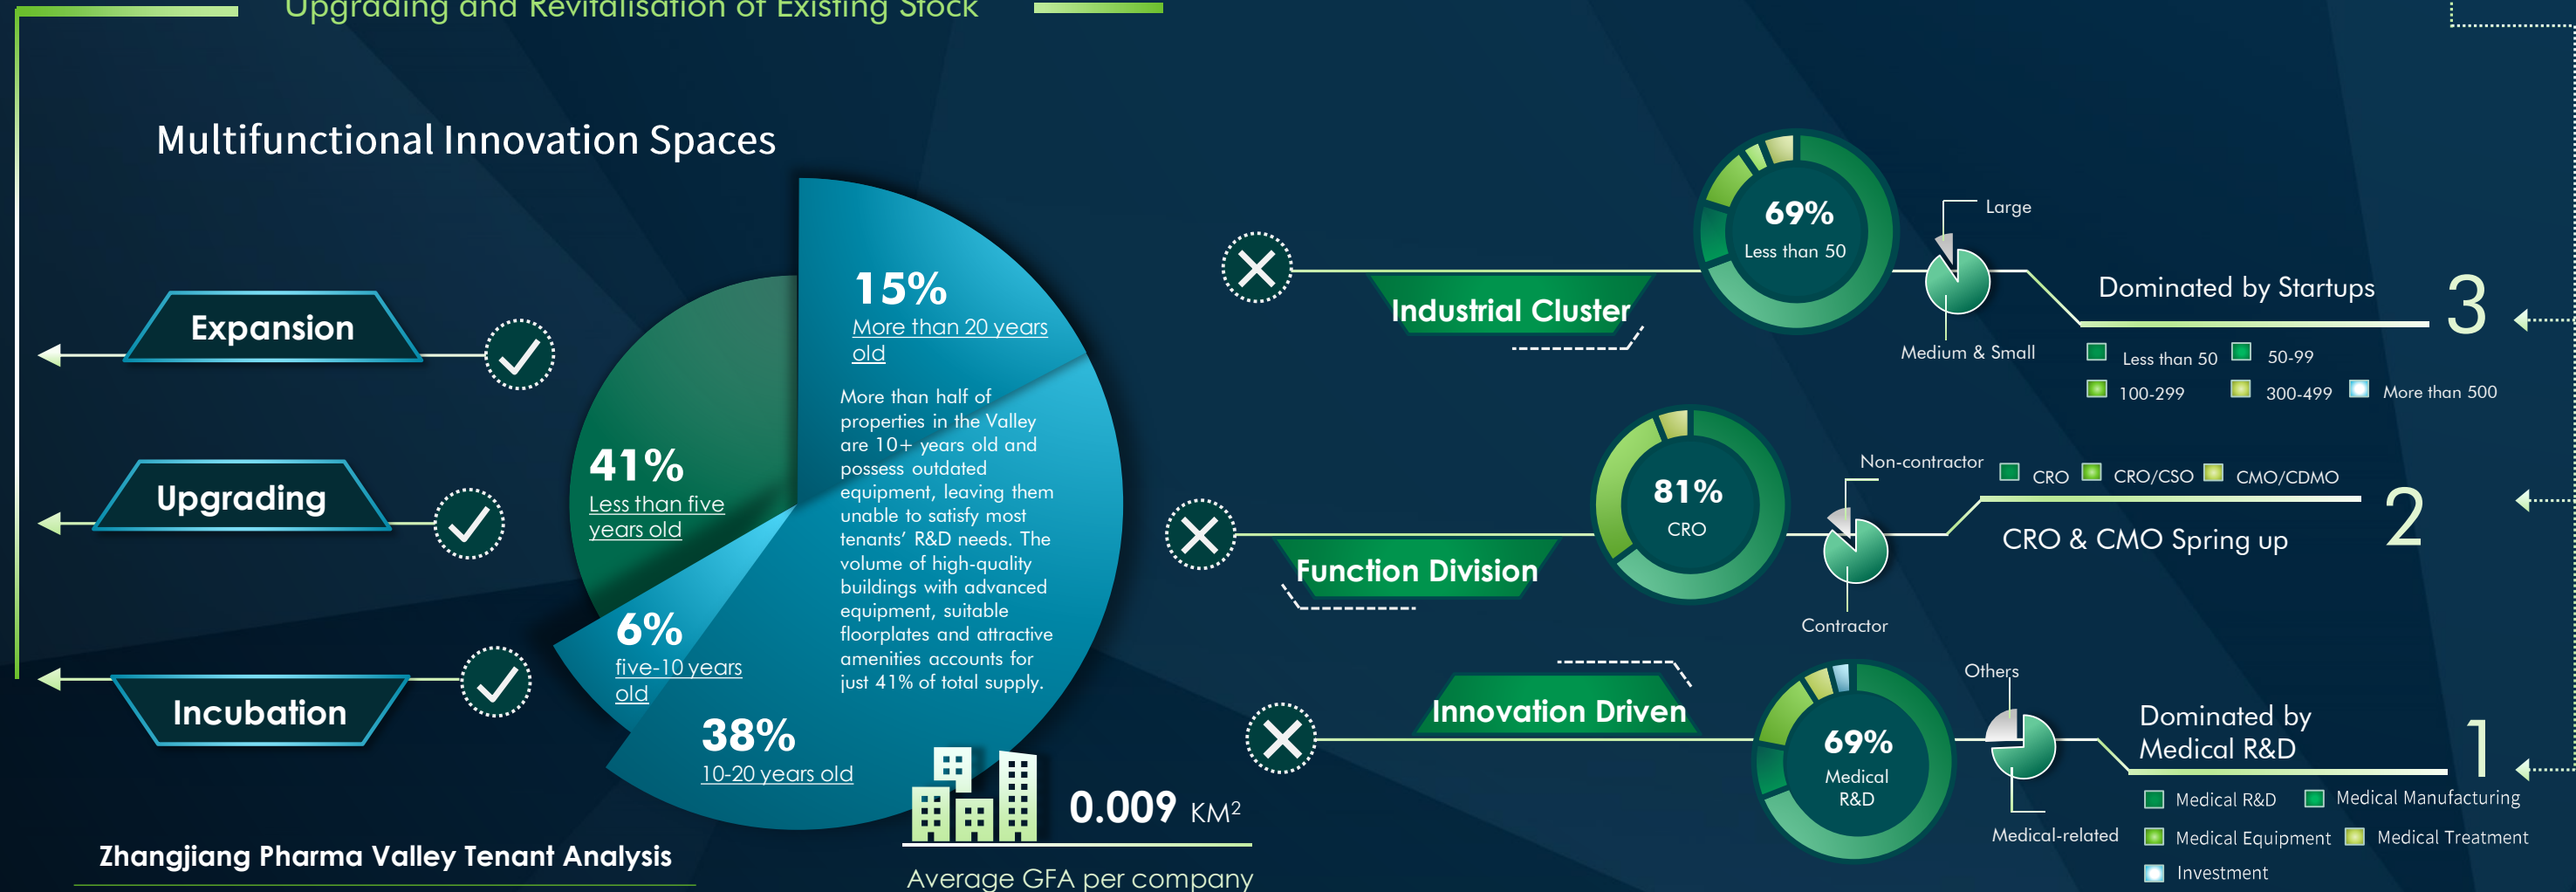 Upgrading and Revitalisation of Existing Stock
Multifunctional Innovation Spaces
Expansion
Upgrading
Incubation
15%
More than 20 years
old
More than half of
properties in the Valley
are 10+ years old and
possess outdated
equipment, leaving them
unable to satisfy most
tenants’ R&D needs. The
volume of high-quality
buildings with advanced
equipment, suitable
floorplates and attractive
amenities accounts for
just 41% of total supply.
41%
Less than five
years old
6%
five-10 years
old
38%
10-20 years old
0.009 KM²
Average GFA per company
Zhangjiang Pharma Valley Tenant Analysis
Industrial Cluster
69%
Less than 50
Large
Medium & Small
Dominated by Startups
3
Less than 50
50-99
100-299
300-499
More than 500
Function Division
81%
CRO
Non-contractor
Contractor
CRO
CRO/CSO
CMO/CDMO
CRO & CMO Spring up
2
Innovation Driven
69%
Medical
R&D
Others
Medical-related
Dominated by
Medical R&D
1
Medical R&D
Medical Manufacturing
Medical Equipment
Medical Treatment
Investment